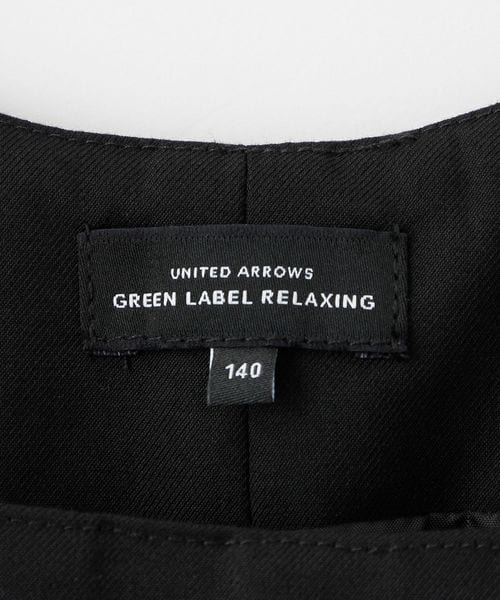 UNITED ARROWS
GREEN LABEL RELAXING
140